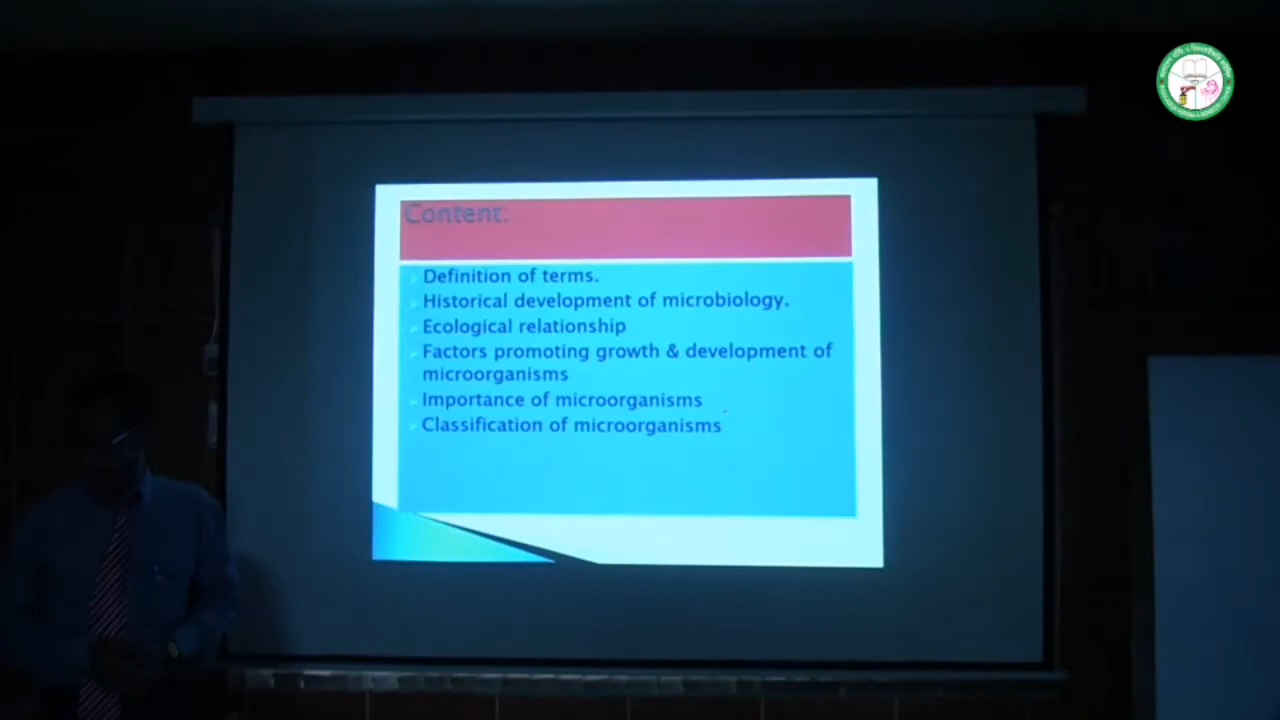 Content:
Definition of terms.
Historical development of microbiology.
Ecological relationship
Factors promoting growth & development of
microorganisms
Importance of microorganisms
Classification of microorganisms